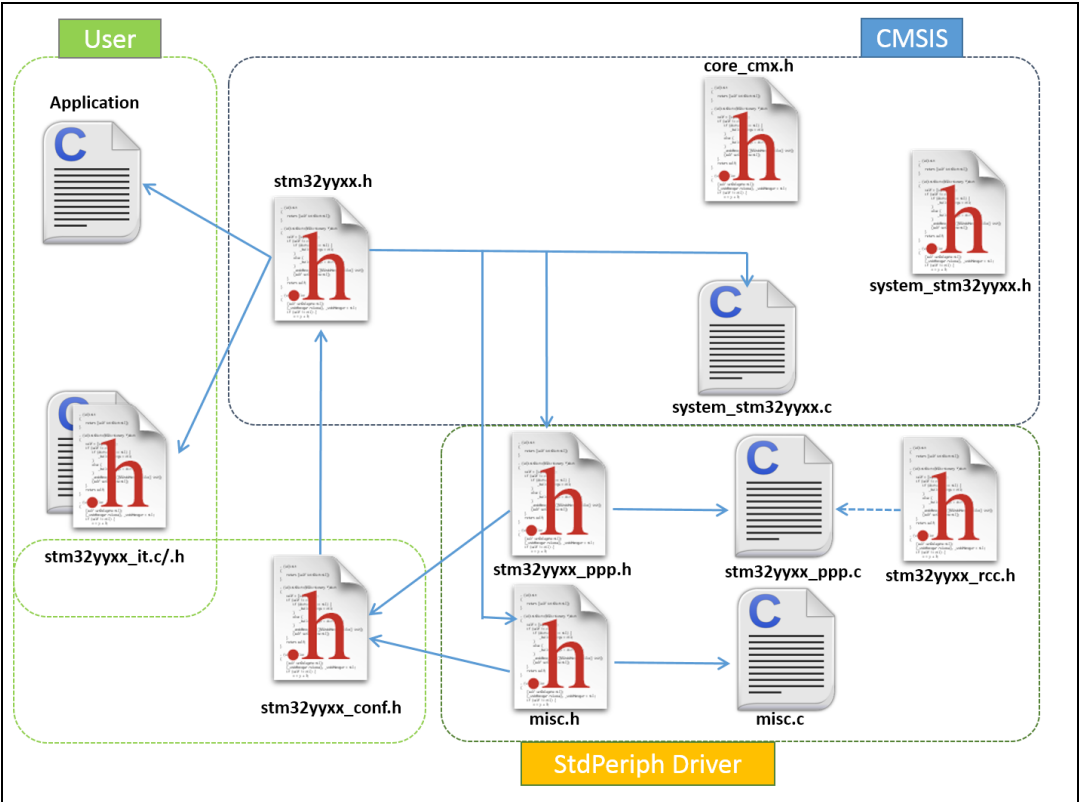 User
CMSIS
core_cmx.h
Application
C
.h
stm32yyxx.h
.h
.h
system_stm32yyxx.h
C
system_stm32yyxx.c
C
.h
stm32yyxx_it.c/.h
.h
stm32yyxx_ppp.h
C
stm32yyxx_ppp.c
.h
stm32yyxx_rcc.h
.h
stm32yyxx_conf.h
.h
misc.h
C
misc.c
StdPeriph Driver